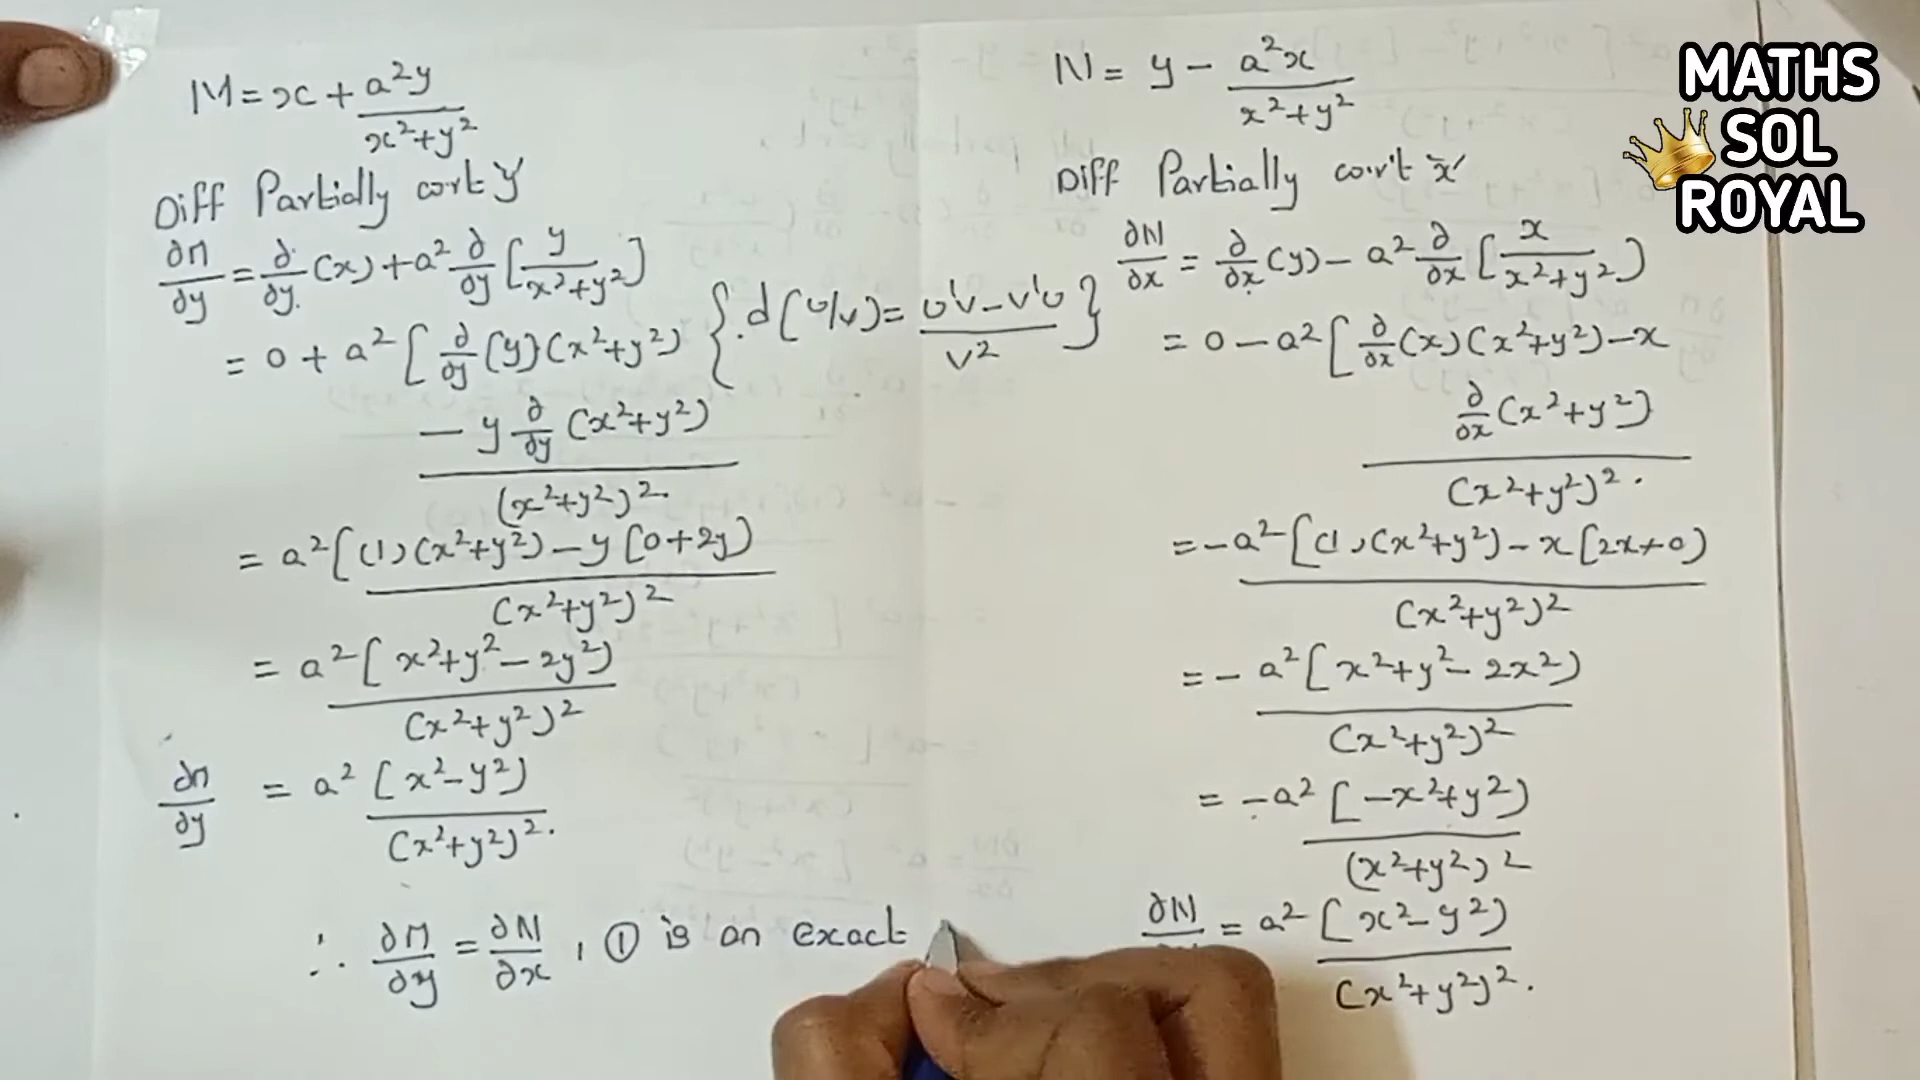 M = x + a²y / x²+y²
Diff Partially w.r.t 'y'
∂M/∂y = ∂/∂y (x) + a² ∂/∂y [y / x²+y²]
= 0 + a² [∂/∂y (y) (x²+y²)
- y ∂/∂y (x²+y²)
(x²+y²)².
= a² [(1)(x²+y²) - y[0+2y]
(x²+y²)²
= a² [x²+y² - 2y²]
(x²+y²)²
∂M/∂y = a² [x²-y²]
(x²+y²)².
∴ ∂M/∂y = ∂N/∂x, ① is an exact
{d(u/v) = u'v - v'u / v²}
N = y - a²x / x²+y²
Diff Partially w.r.t 'x'
∂N/∂x = ∂/∂x (y) - a² ∂/∂x [x / x²+y²]
= 0 - a² [∂/∂x (x) (x²+y²) - x
∂/∂x (x²+y²)
(x²+y²)².
= -a² [(1)(x²+y²) - x[2x+0]
(x²+y²)²
= -a² [x²+y² - 2x²]
(x²+y²)²
= -a² [-x²+y²]
(x²+y²)²
∂N = a² [x²-y²]
(x²+y²)².
MATHS
SOL
ROYAL